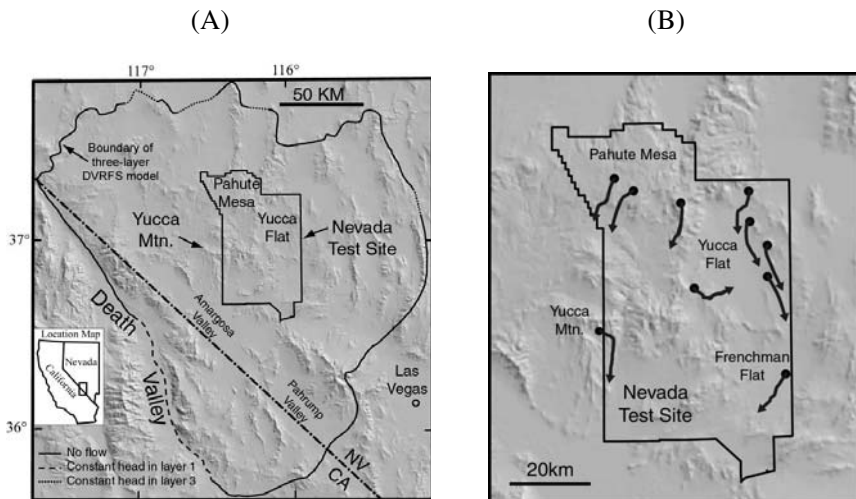 (A)
(B)
117°
116°
50 KM
Boundary of
three-layer
DVRFS model
Pahute
Mesa
Yucca
Mtn.
Yucca
Flat
Nevada
Test Site
37°
Death
Valley
Amargosa
Valley
Location Map
Nevada
California
Pahrump
Valley
Las
Vegas
36°
NV
CA
No flow
Constant head in layer 1
Constant head in layer 3
Pahute Mesa
Yucca
Flat
Yucca
Mtn.
Frenchman
Flat
Nevada
Test Site
20km